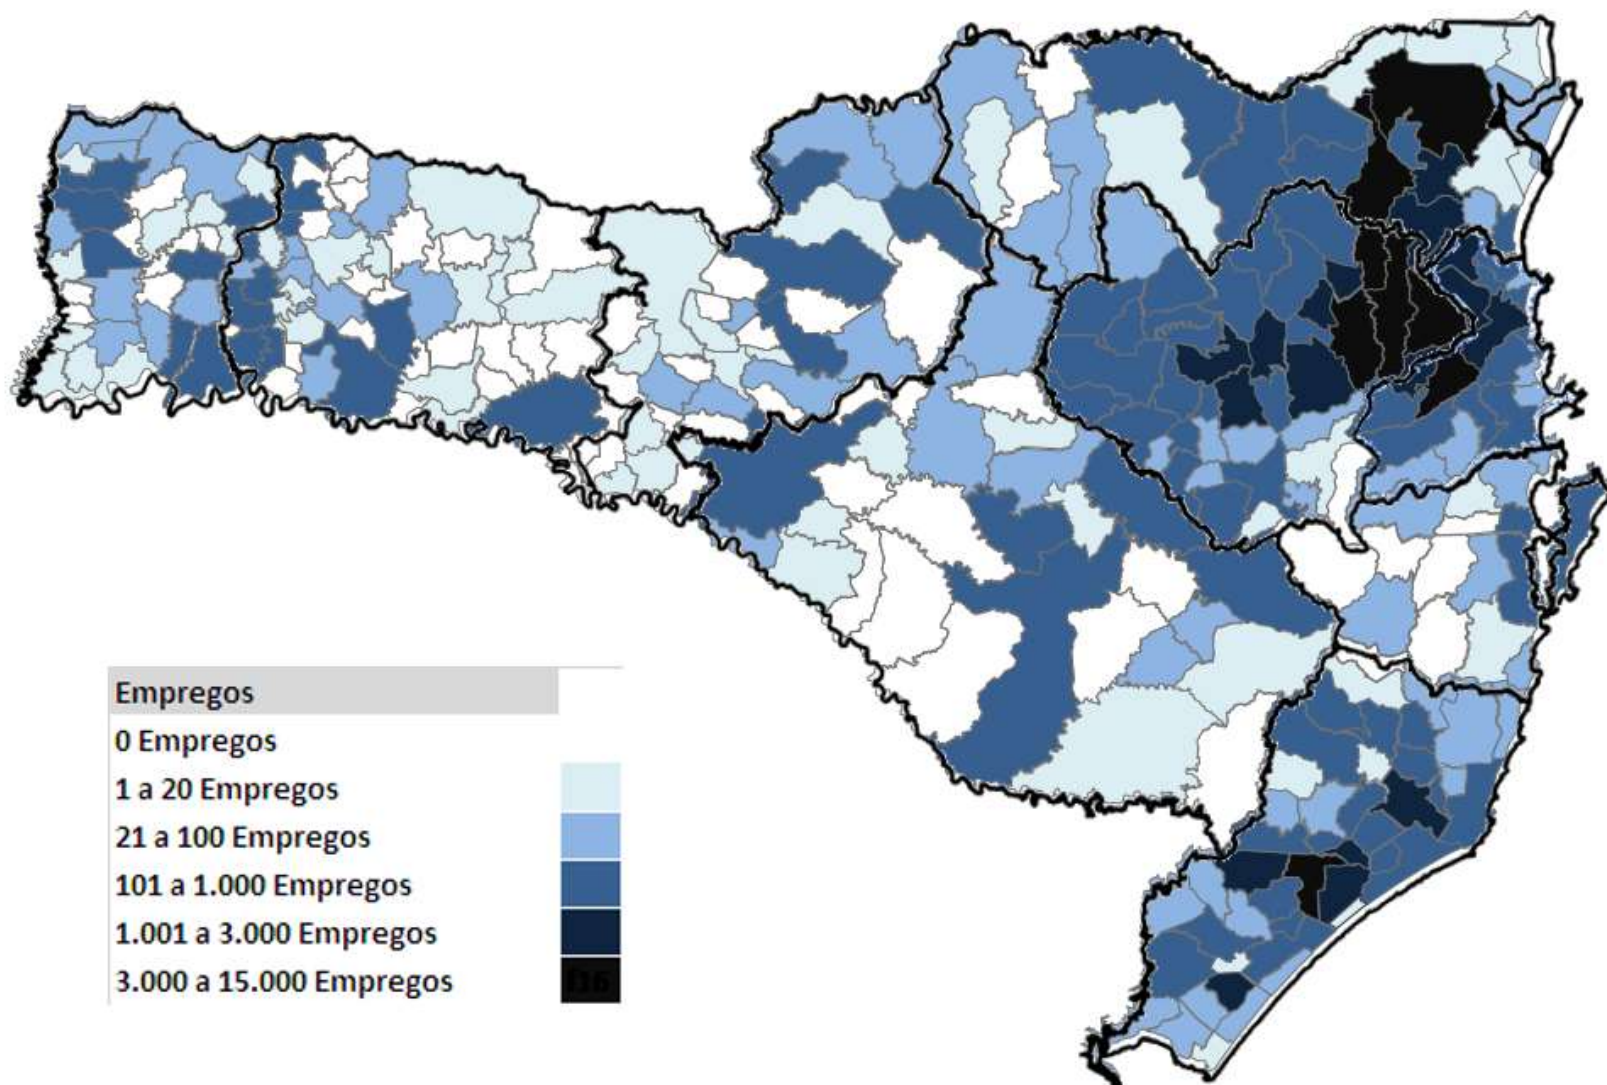 Empregos
0 Empregos
1 a 20 Empregos
21 a 100 Empregos
101 a 1.000 Empregos
1.001 a 3.000 Empregos
3.000 a 15.000 Empregos